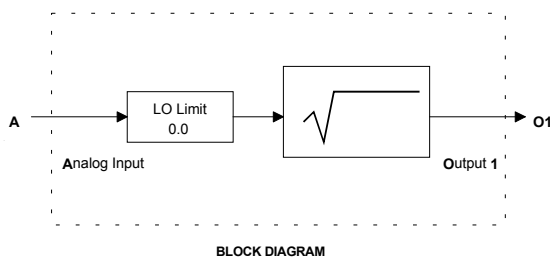 LO Limit
0.0
A
O1
Analog Input
Output 1
BLOCK DIAGRAM